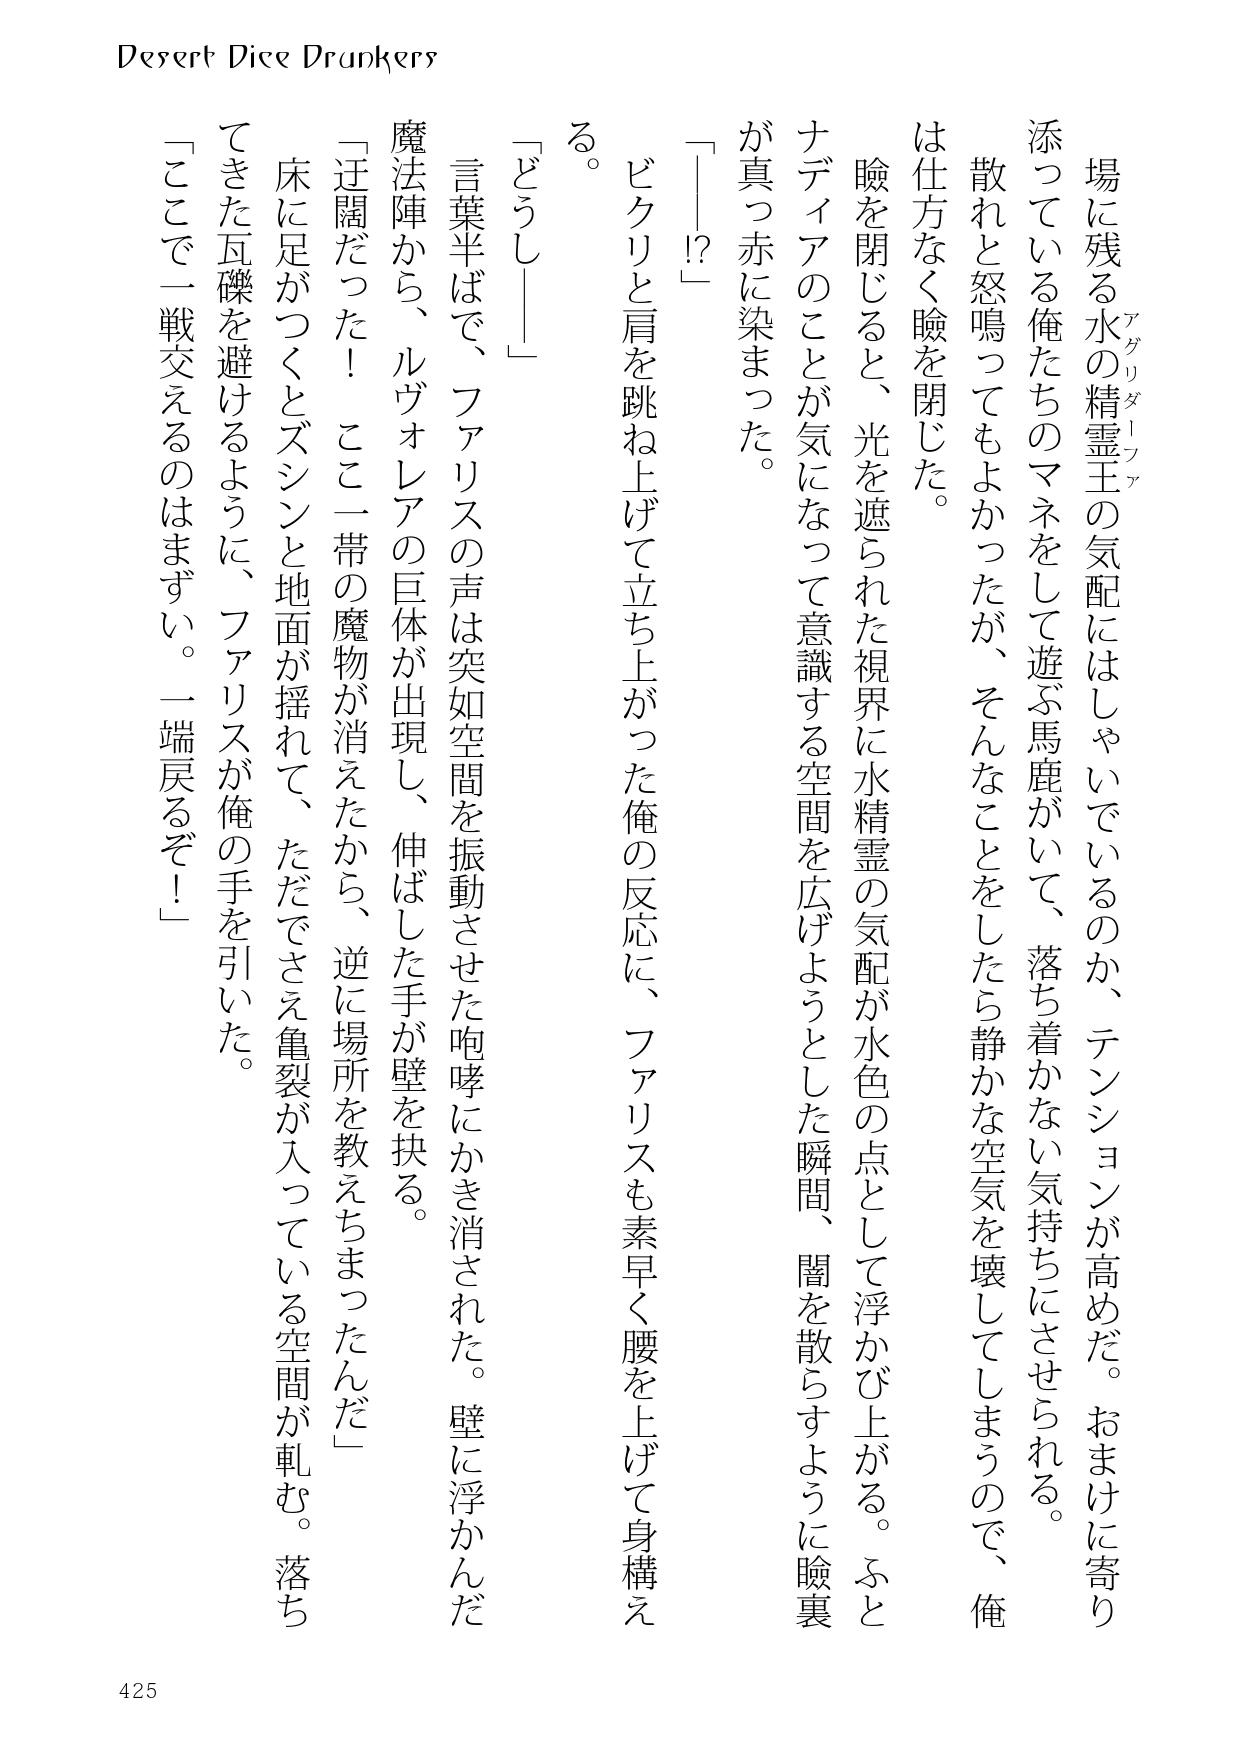 Desert Dice Drunkers
　場に残る水の精霊王の気配にはしゃいでいるのか、テンションが高めだ。おまけに寄り
アグリダーファ
添っている俺たちのマネをして遊ぶ馬鹿がいて、落ち着かない気持ちにさせられる。
　散れと怒鳴ってもよかったが、そんなことをしたら静かな空気を壊してしまうので、俺
は仕方なく瞼を閉じた。
　瞼を閉じると、光を遮られた視界に水精霊の気配が水色の点として浮かび上がる。ふと
ナディアのことが気になって意識する空間を広げようとした瞬間、闇を散らすように瞼裏
が真っ赤に染まった。
「――!?」
　ビクリと肩を跳ね上げて立ち上がった俺の反応に、ファリスも素早く腰を上げて身構え
る。
「どうし――」
　言葉半ばで、ファリスの声は突如空間を振動させた咆哮にかき消された。壁に浮かんだ
魔法陣から、ルヴォレアの巨体が出現し、伸ばした手が壁を抉る。
「迂闊だった！　ここ一帯の魔物が消えたから、逆に場所を教えちまったんだ」
　床に足がつくとズシンと地面が揺れて、ただでさえ亀裂が入っている空間が軋む。落ち
てきた瓦礫を避けるように、ファリスが俺の手を引いた。
「ここで一戦交えるのはまずい。一端戻るぞ！」
425